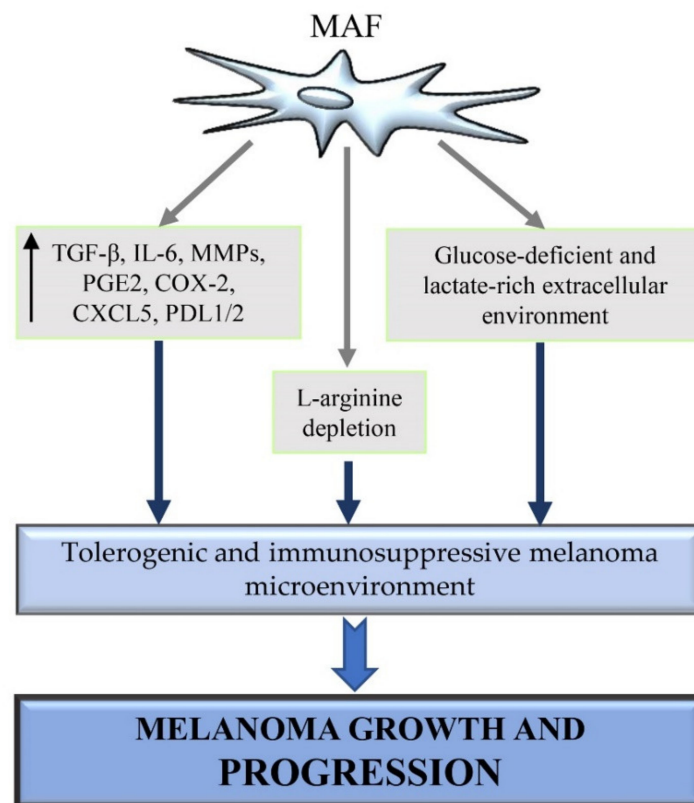 MAF
TGF-β, IL-6, MMPs,
PGE2, COX-2,
CXCL5, PDL1/2
Glucose-deficient and
lactate-rich extracellular
environment
L-arginine
depletion
Tolerogenic and immunosuppressive melanoma
microenvironment
MELANOMA GROWTH AND
PROGRESSION